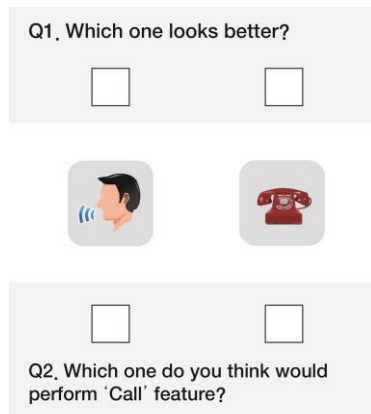 Q1. Which one looks better?
Q2. Which one do you think would
perform ‘Call’ feature?